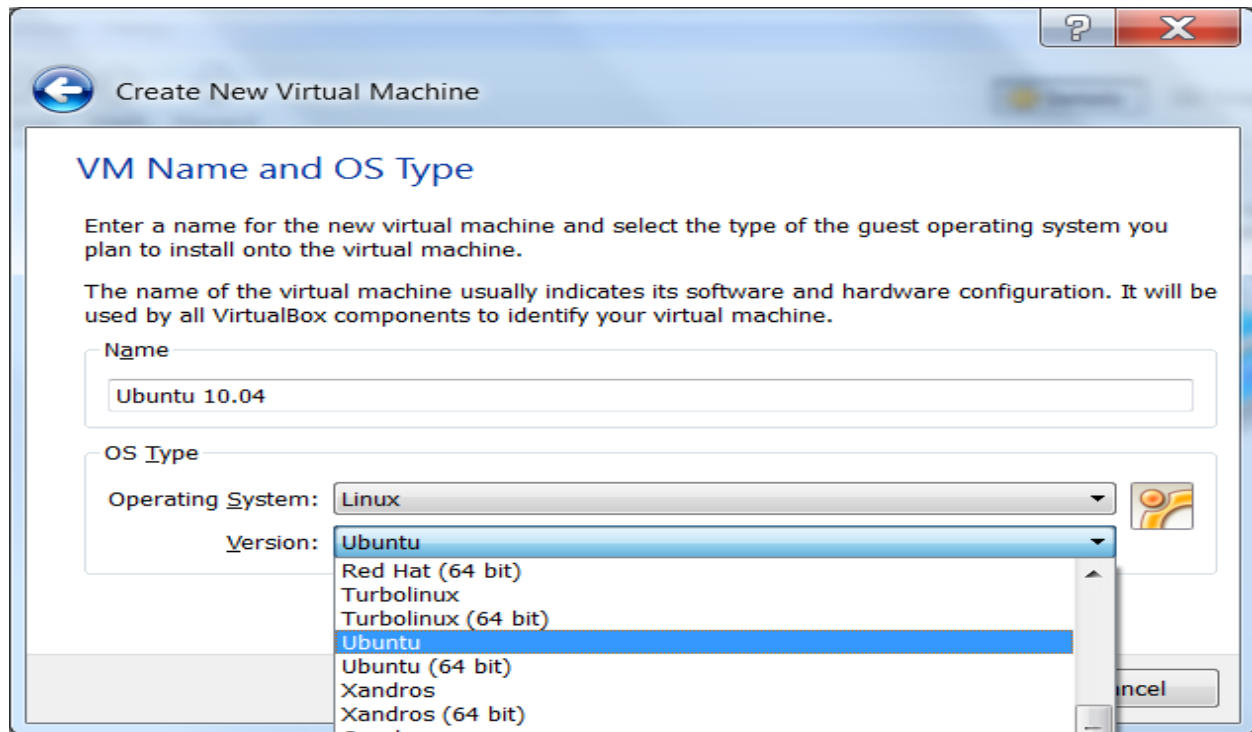 Create New Virtual Machine
VM Name and OS Type
Enter a name for the new virtual machine and select the type of the guest operating system you
plan to install onto the virtual machine.
The name of the virtual machine usually indicates its software and hardware configuration. It will be
used by all VirtualBox components to identify your virtual machine.
Name
Ubuntu 10.04
OS Type
Operating System: Linux
Version: Ubuntu
Red Hat (64 bit)
Turbolinux
Turbolinux (64 bit)
Ubuntu
Ubuntu (64 bit)
Xandros
Xandros (64 bit)
ncel